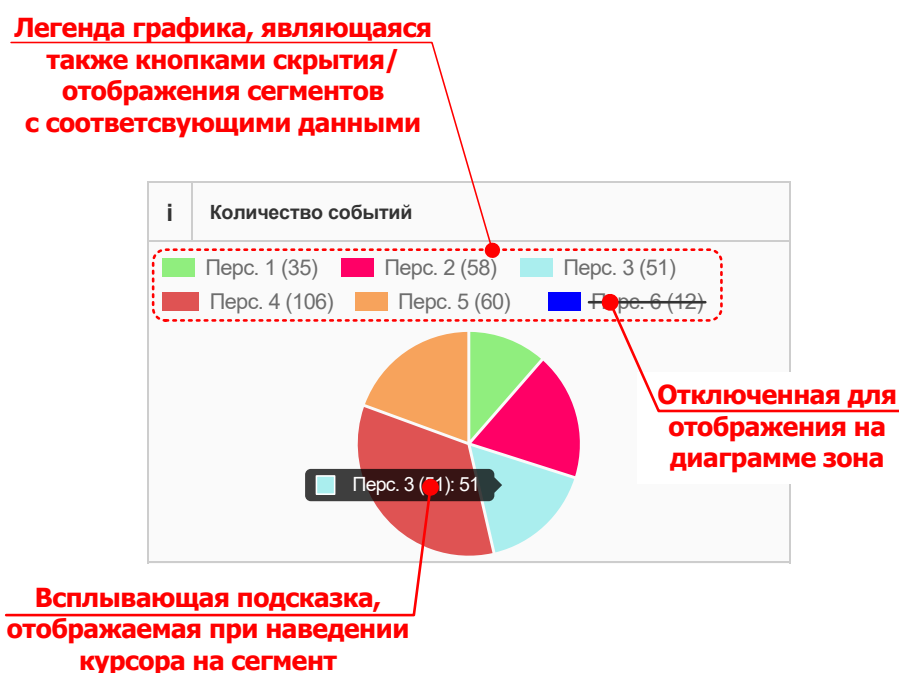 Легенда графика, являющаяся
также кнопками скрытия/
отображения сегментов
с соответсвующими данными
i Количество событий
Перс. 1 (35) Перс. 2 (58) Перс. 3 (51)
Перс. 4 (106) Перс. 5 (60) Перс. 6 (12)
Отключенная для
отображения на
диаграмме зона
Перс. 3 (51): 51
Всплывающая подсказка,
отображаемая при наведении
курсора на сегмент